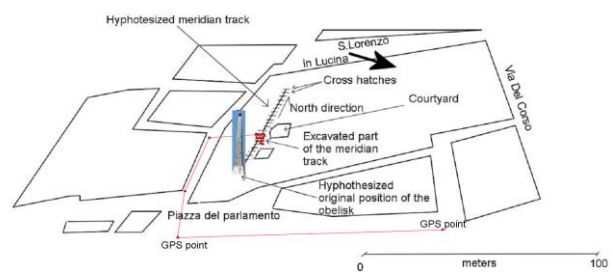 Hyphotesized meridian track
S.Lorenzo
in Lucina
Via Del Corso
Cross hatches
North direction
Courtyard
Excavated part
of the meridian
track
Hyphothesized
original position of the
obelisk
Piazza del parlamento
GPS point
GPS point
0
meters
100